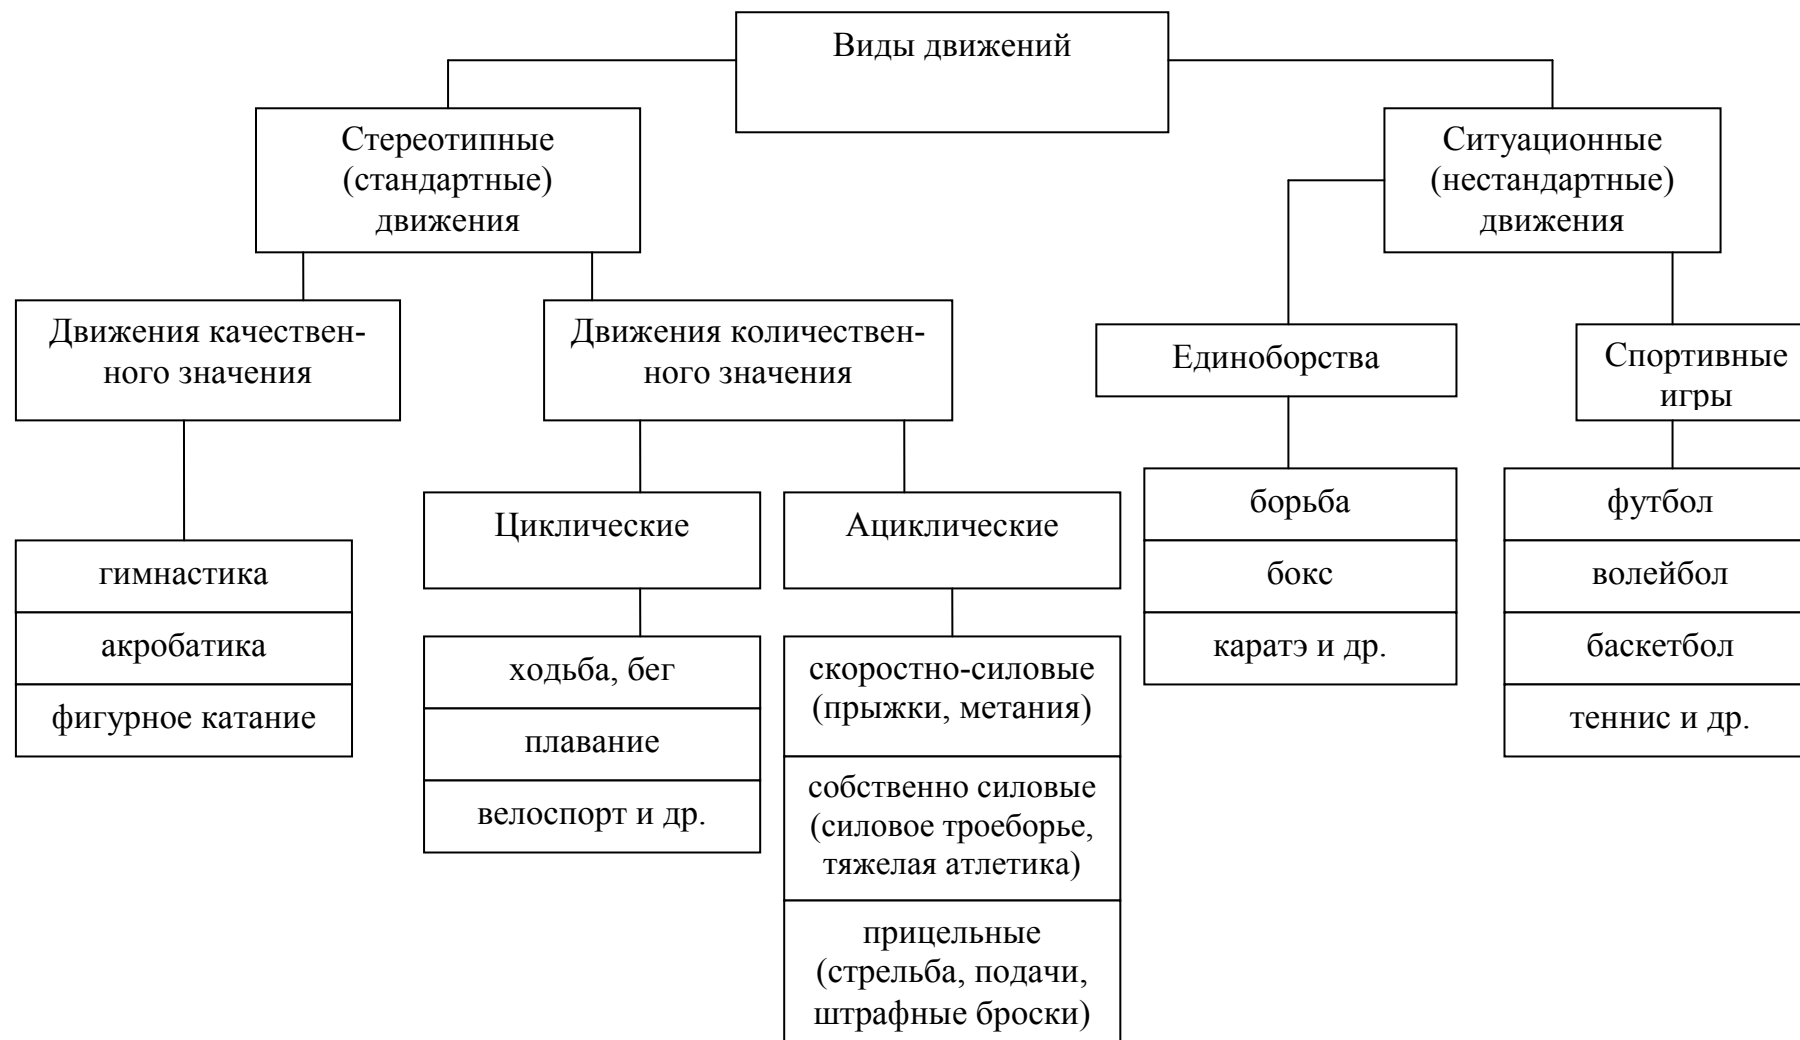 Виды движений
Стереотипные
(стандартные)
движения
Ситуационные
(нестандартные)
движения
Движения качествен-
ного значения
Движения количествен-
ного значения
Единоборства
Спортивные
игры
Циклические
Ациклические
гимнастика
акробатика
фигурное катание
ходьба, бег
плавание
велоспорт и др.
скоростно-силовые
(прыжки, метания)
собственно силовые
(силовое троеборье,
тяжелая атлетика)
прицельные
(стрельба, подачи,
штрафные броски)
борьба
бокс
каратэ и др.
футбол
волейбол
баскетбол
теннис и др.